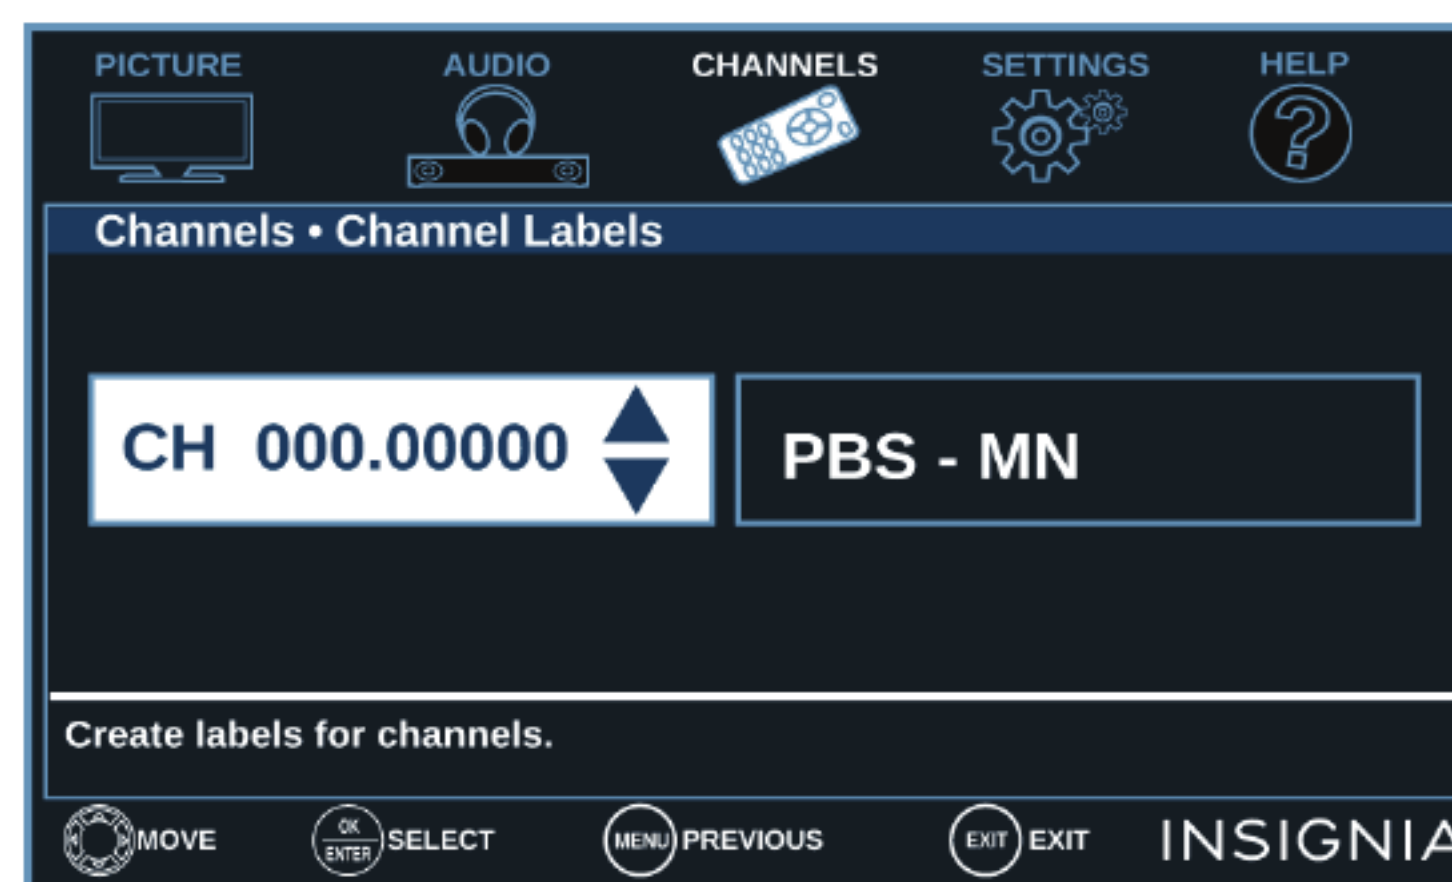 PICTURE AUDIO CHANNELS SETTINGS HELP
?
Channels • Channel Labels
CH 000.00000 PBS - MN
Create labels for channels.
MOVE OK ENTER SELECT MENU PREVIOUS EXIT EXIT INSIGNIA